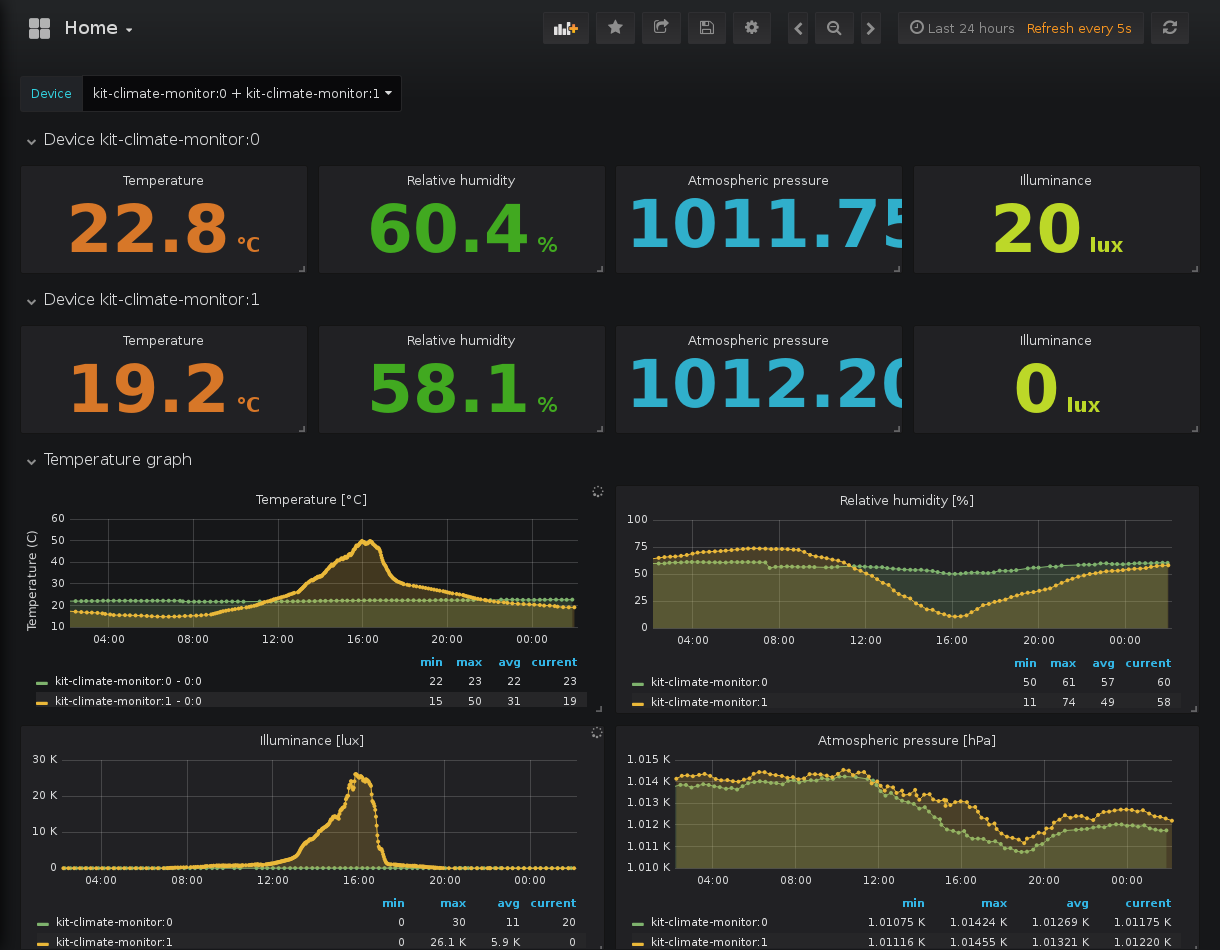 Home
Last 24 hours Refresh every 5s
Device kit-climate-monitor:0 + kit-climate-monitor:1
Device kit-climate-monitor:0
Temperature Relative humidity Atmospheric pressure Illuminance
22.8 °C 60.4 % 1011.75 20 lux
Device kit-climate-monitor:1
Temperature Relative humidity Atmospheric pressure Illuminance
19.2 °C 58.1 % 1012.20 0 lux
Temperature graph
Temperature [°C]
Temperature (C)
60
50
40
30
20
10
04:00 08:00 12:00 16:00 20:00 00:00
min max avg current
kit-climate-monitor:0 - 0:0 22 23 22 23
kit-climate-monitor:1 - 0:0 15 50 31 19
Relative humidity [%]
100
75
50
25
0
04:00 08:00 12:00 16:00 20:00 00:00
min max avg current
kit-climate-monitor:0 50 61 57 60
kit-climate-monitor:1 11 74 49 58
Illuminance [lux]
30 K
20 K
10 K
0
04:00 08:00 12:00 16:00 20:00 00:00
min max avg current
kit-climate-monitor:0 0 30 11 20
kit-climate-monitor:1 0 26.1 K 5.9 K 0
Atmospheric pressure [hPa]
1.015 K
1.014 K
1.013 K
1.012 K
1.011 K
1.010 K
04:00 08:00 12:00 16:00 20:00 00:00
min max avg current
kit-climate-monitor:0 1.01075 K 1.01424 K 1.01269 K 1.01175 K
kit-climate-monitor:1 1.01116 K 1.01455 K 1.01321 K 1.01220 K